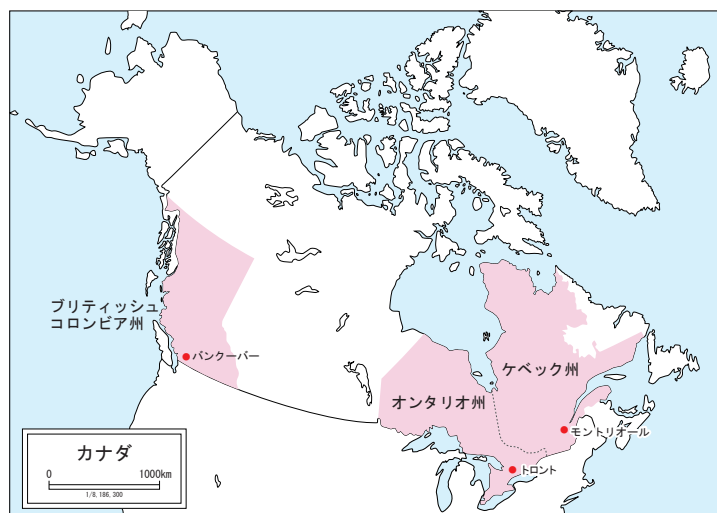 ブリティッシュ
コロンビア州
バンクーバー
オンタリオ州
ケベック州
モントリオール
トロント
カナダ
0 1000km
1/8, 186, 300